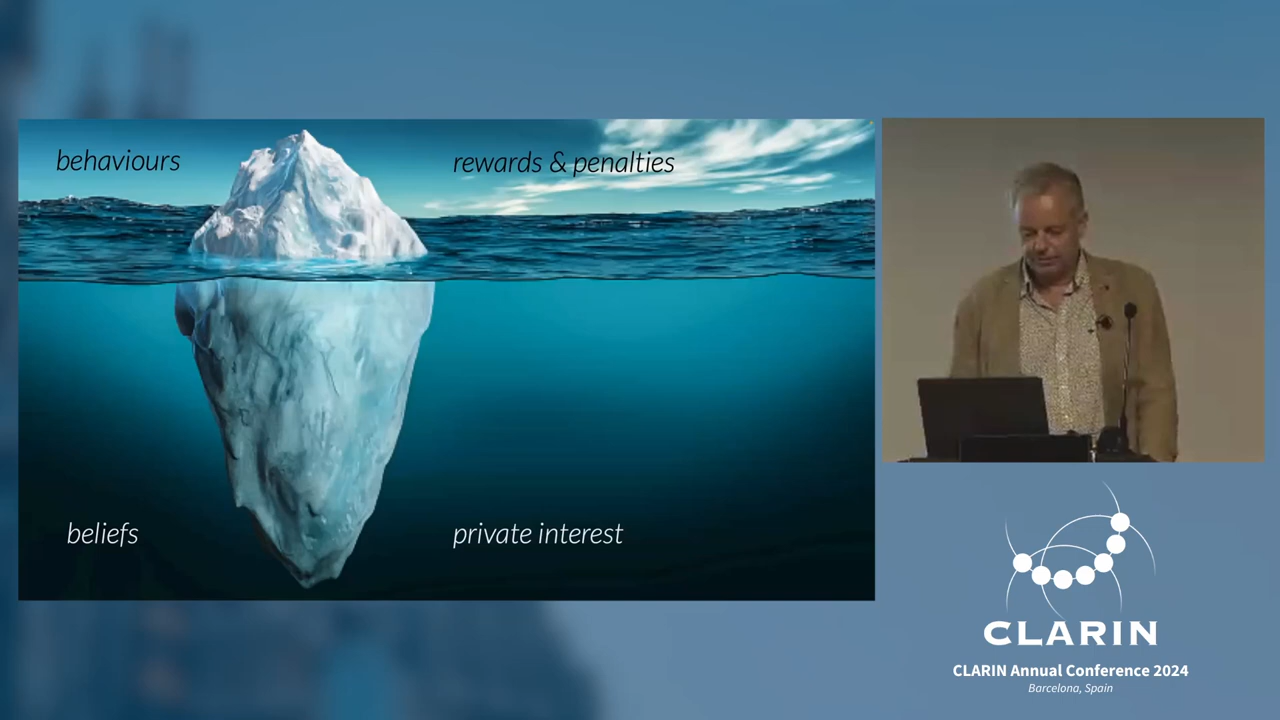 behaviours
rewards & penalties
beliefs
private interest
CLARIN
CLARIN Annual Conference 2024
Barcelona, Spain